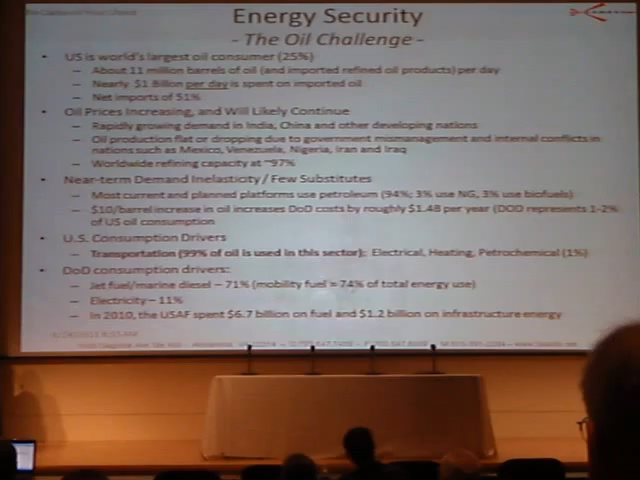 Energy Security
- The Oil Challenge -
• US is world's largest oil consumer (25%)
– About 11 million barrels of oil (and imported refined oil products) per day
– Nearly $1 Billion per day is spent on imported oil
– Net imports of 51%
• Oil Prices Increasing, and Will Likely Continue
– Rapidly growing demand in India, China and other developing nations
– Oil production flat or dropping due to government mismanagement and internal conflicts in
nations such as Mexico, Venezuela, Nigeria, Iran and Iraq
– Worldwide refining capacity at ~97%
• Near-term Demand Inelasticity / Few Substitutes
– Most current and planned platforms use petroleum (94%; 3% use NG, 3% use biofuels)
– $10/barrel increase in oil increases DoD costs by roughly $1.4B per year (DOD represents 1-2%
of US oil consumption
• U.S. Consumption Drivers
– Transportation (99% of oil is used in this sector); Electrical, Heating, Petrochemical (1%)
• DoD consumption drivers:
– Jet fuel/marine diesel – 71% (mobility fuel = 74% of total energy use)
– Electricity – 11%
– In 2010, the USAF spent $6.7 billion on fuel and $1.2 billion on infrastructure energy